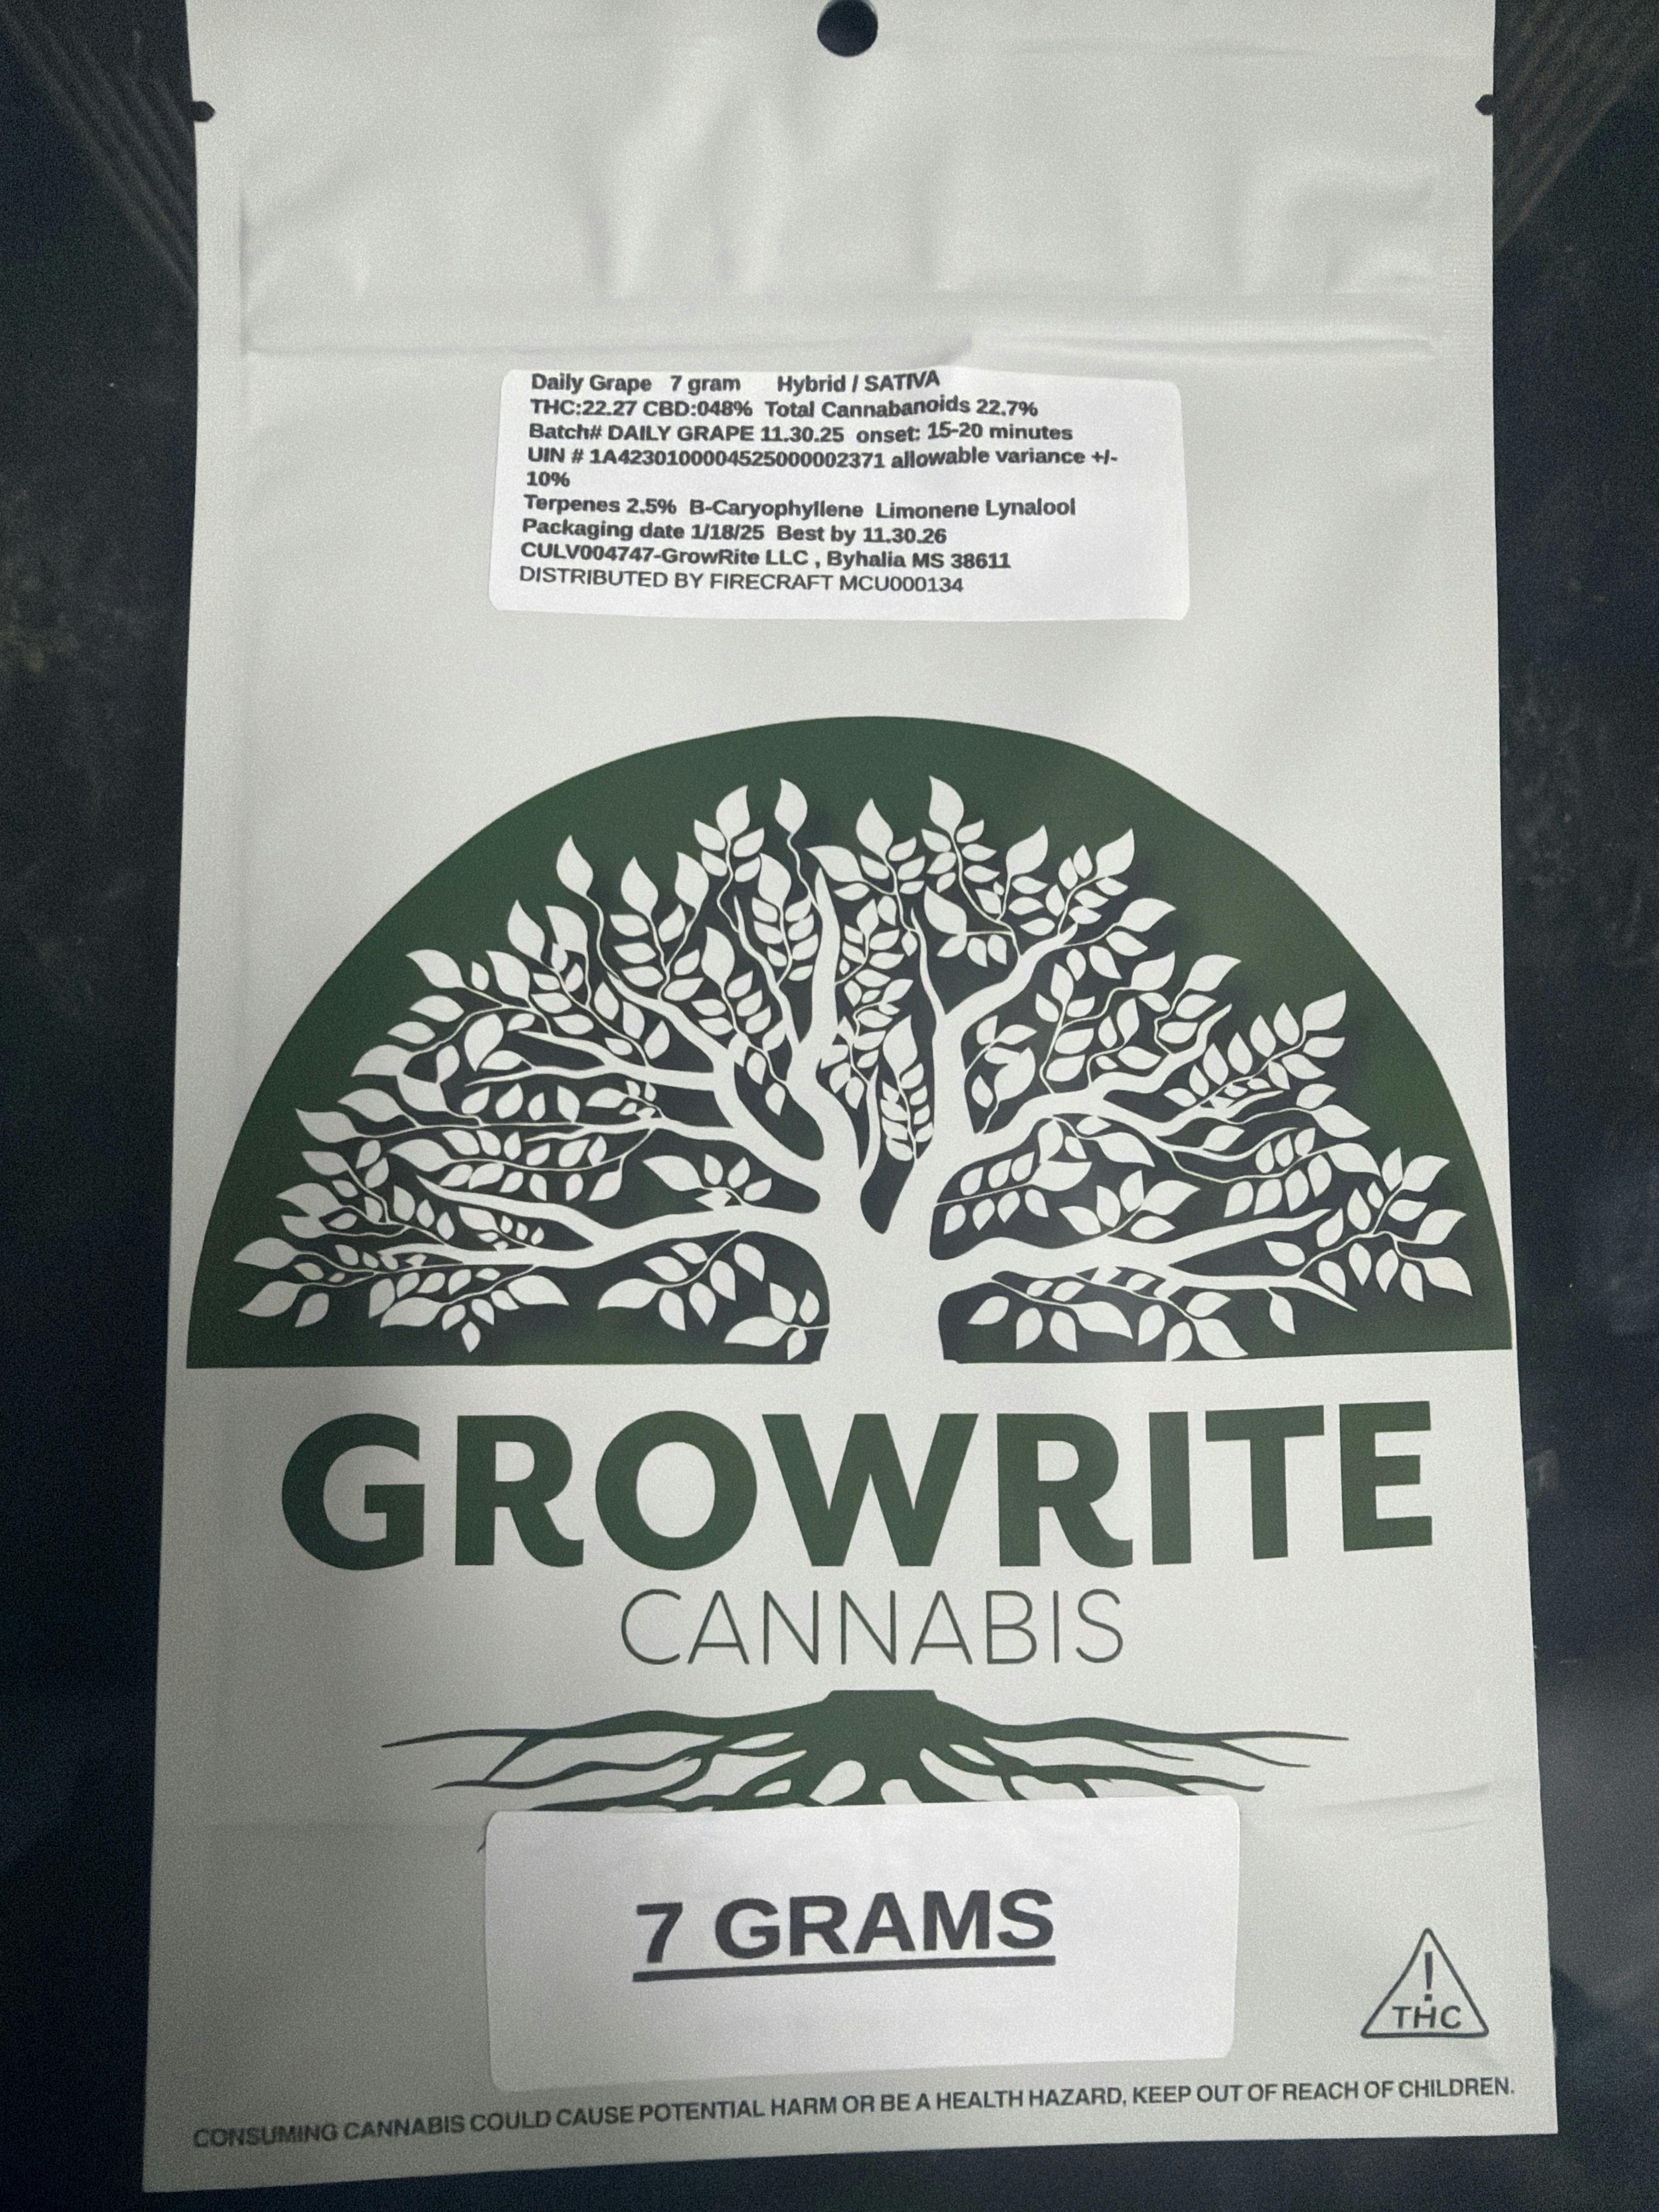 Daily Grape 7 gram Hybrid / SATIVA
THC:22.27 CBD:048% Total Cannabanoids 22.7%
Batch# DAILY GRAPE 11.30.25 onset: 15-20 minutes
UIN # 1A4230100004525000002371 allowable variance +/-
10%
Terpenes 2.5% B-Caryophyllene Limonene Lynalool
Packaging date 1/18/25 Best by 11.30.26
CULV004747-GrowRite LLC , Byhalia MS 38611
DISTRIBUTED BY FIRECRAFT MCU000134
GROWRITE
CANNABIS
7 GRAMS
!
THC
CONSUMING CANNABIS COULD CAUSE POTENTIAL HARM OR BE A HEALTH HAZARD, KEEP OUT OF REACH OF CHILDREN.